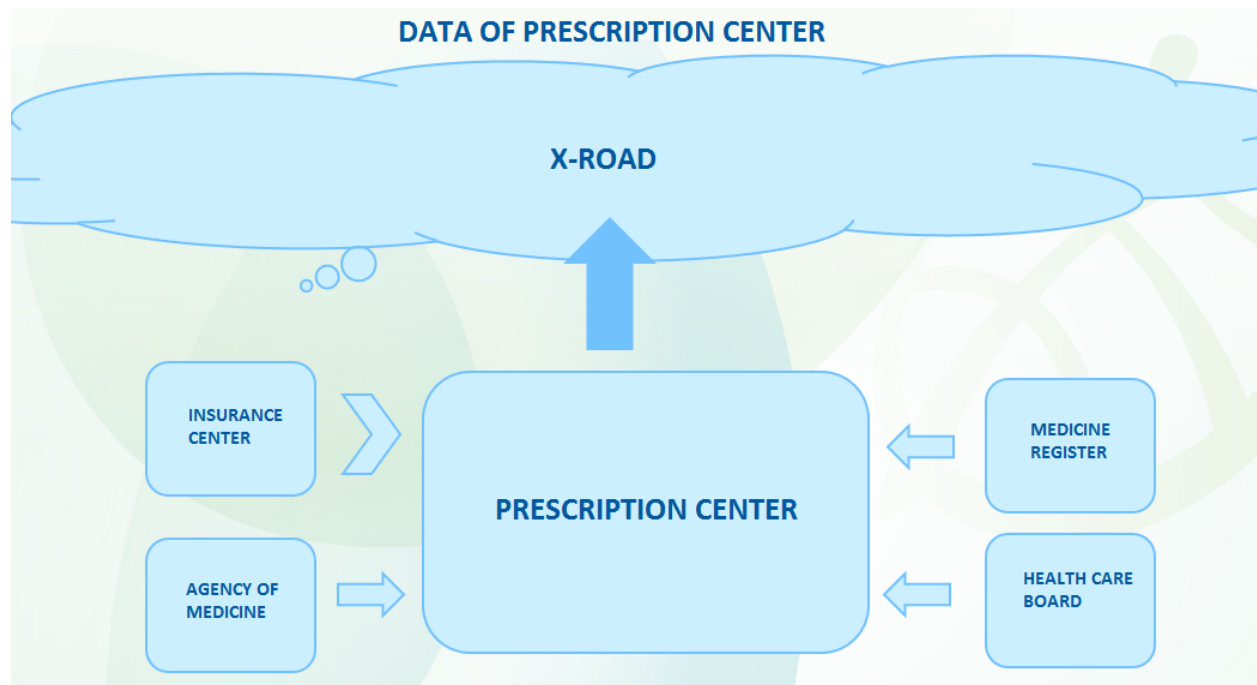 DATA OF PRESCRIPTION CENTER
X-ROAD
INSURANCE
CENTER
MEDICINE
REGISTER
PRESCRIPTION CENTER
AGENCY OF
MEDICINE
HEALTH CARE
BOARD